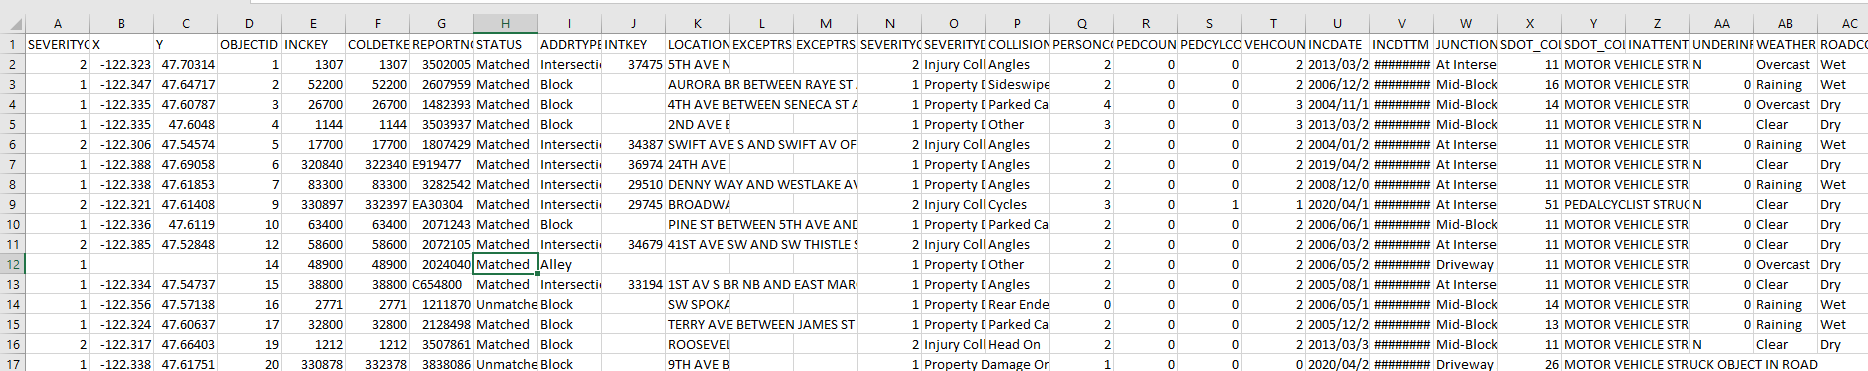 A B C D E F G H I J K L M N O P Q R S T U V W X Y Z AA AB AC
1 SEVERITYC X Y OBJECTID INCKEY COLDETKE REPORTNO STATUS ADDRTYPE INTKEY LOCATION EXCEPTRS EXCEPTRS SEVERITYC SEVERITYD COLLISION PERSONCO PEDCOUN PEDCYLCO VEHCOUN INCDATE INCDTTM JUNCTION SDOT_COL SDOT_COL INATTENT UNDERINF WEATHER ROADCO
2 2 -122.323 47.70314 1 1307 1307 3502005 Matched Intersecti 37475 5TH AVE N 2 Injury Coll Angles 2 0 0 2 2013/03/2 ######## At Interse 11 MOTOR VEHICLE STR N Overcast Wet
3 1 -122.347 47.64717 2 52200 52200 2607959 Matched Block AURORA BR BETWEEN RAYE ST 1 Property D Sideswipe 2 0 0 2 2006/12/2 ######## Mid-Block 16 MOTOR VEHICLE STR 0 Raining Wet
4 1 -122.335 47.60787 3 26700 26700 1482393 Matched Block 4TH AVE BETWEEN SENECA ST A 1 Property D Parked Ca 4 0 0 3 2004/11/1 ######## Mid-Block 14 MOTOR VEHICLE STR 0 Overcast Dry
5 1 -122.335 47.6048 4 1144 1144 3503937 Matched Block 2ND AVE B 1 Property D Other 3 0 0 3 2013/03/2 ######## Mid-Block 11 MOTOR VEHICLE STR N Clear Dry
6 2 -122.306 47.54574 5 17700 17700 1807429 Matched Intersecti 34387 SWIFT AVE S AND SWIFT AV OF 2 Injury Coll Angles 2 0 0 2 2004/01/2 ######## At Interse 11 MOTOR VEHICLE STR 0 Raining Wet
7 1 -122.388 47.69058 6 320840 322340 E919477 Matched Intersecti 36974 24TH AVE 1 Property D Angles 2 0 0 2 2019/04/2 ######## At Interse 11 MOTOR VEHICLE STR N Clear Dry
8 1 -122.338 47.61853 7 83300 83300 3282542 Matched Intersecti 29510 DENNY WAY AND WESTLAKE AV 1 Property D Angles 2 0 0 2 2008/12/0 ######## At Interse 11 MOTOR VEHICLE STR 0 Raining Wet
9 2 -122.321 47.61408 9 330897 332397 EA30304 Matched Intersecti 29745 BROADWA 2 Injury Coll Cycles 3 0 1 1 2020/04/1 ######## At Interse 51 PEDALCYCLIST STRUC N Clear Dry
10 1 -122.336 47.6119 10 63400 63400 2071243 Matched Block PINE ST BETWEEN 5TH AVE AND 1 Property D Parked Ca 2 0 0 2 2006/06/1 ######## Mid-Block 11 MOTOR VEHICLE STR 0 Clear Dry
11 2 -122.385 47.52848 12 58600 58600 2072105 Matched Intersecti 34679 41ST AVE SW AND SW THISTLE S 2 Injury Coll Angles 2 0 0 2 2006/03/2 ######## At Interse 11 MOTOR VEHICLE STR 0 Clear Dry
12 1 14 48900 48900 2024040 Matched Alley 1 Property D Other 2 0 0 2 2006/05/2 ######## Driveway 11 MOTOR VEHICLE STR 0 Overcast Dry
13 1 -122.334 47.54737 15 38800 38800 C654800 Matched Intersecti 33194 1ST AV S BR NB AND EAST MAR 1 Property D Angles 2 0 0 2 2005/08/1 ######## At Interse 11 MOTOR VEHICLE STR 0 Clear Dry
14 1 -122.356 47.57138 16 2771 2771 1211870 Unmatche Block SW SPOKA 1 Property D Rear Ende 0 0 0 2 2006/05/1 ######## Mid-Block 14 MOTOR VEHICLE STR 0 Raining Wet
15 1 -122.324 47.60637 17 32800 32800 2128498 Matched Block TERRY AVE BETWEEN JAMES ST 1 Property D Parked Ca 2 0 0 2 2005/12/2 ######## Mid-Block 13 MOTOR VEHICLE STR 0 Raining Wet
16 2 -122.317 47.66403 19 1212 1212 3507861 Matched Block ROOSEVEL 2 Injury Coll Head On 2 0 0 2 2013/03/3 ######## Mid-Block 11 MOTOR VEHICLE STR N Clear Dry
17 1 -122.338 47.61751 20 330878 332378 3838086 Unmatche Block 9TH AVE B 1 Property Damage On 1 0 0 0 2020/04/2 ######## Driveway 26 MOTOR VEHICLE STRUCK OBJECT IN ROAD